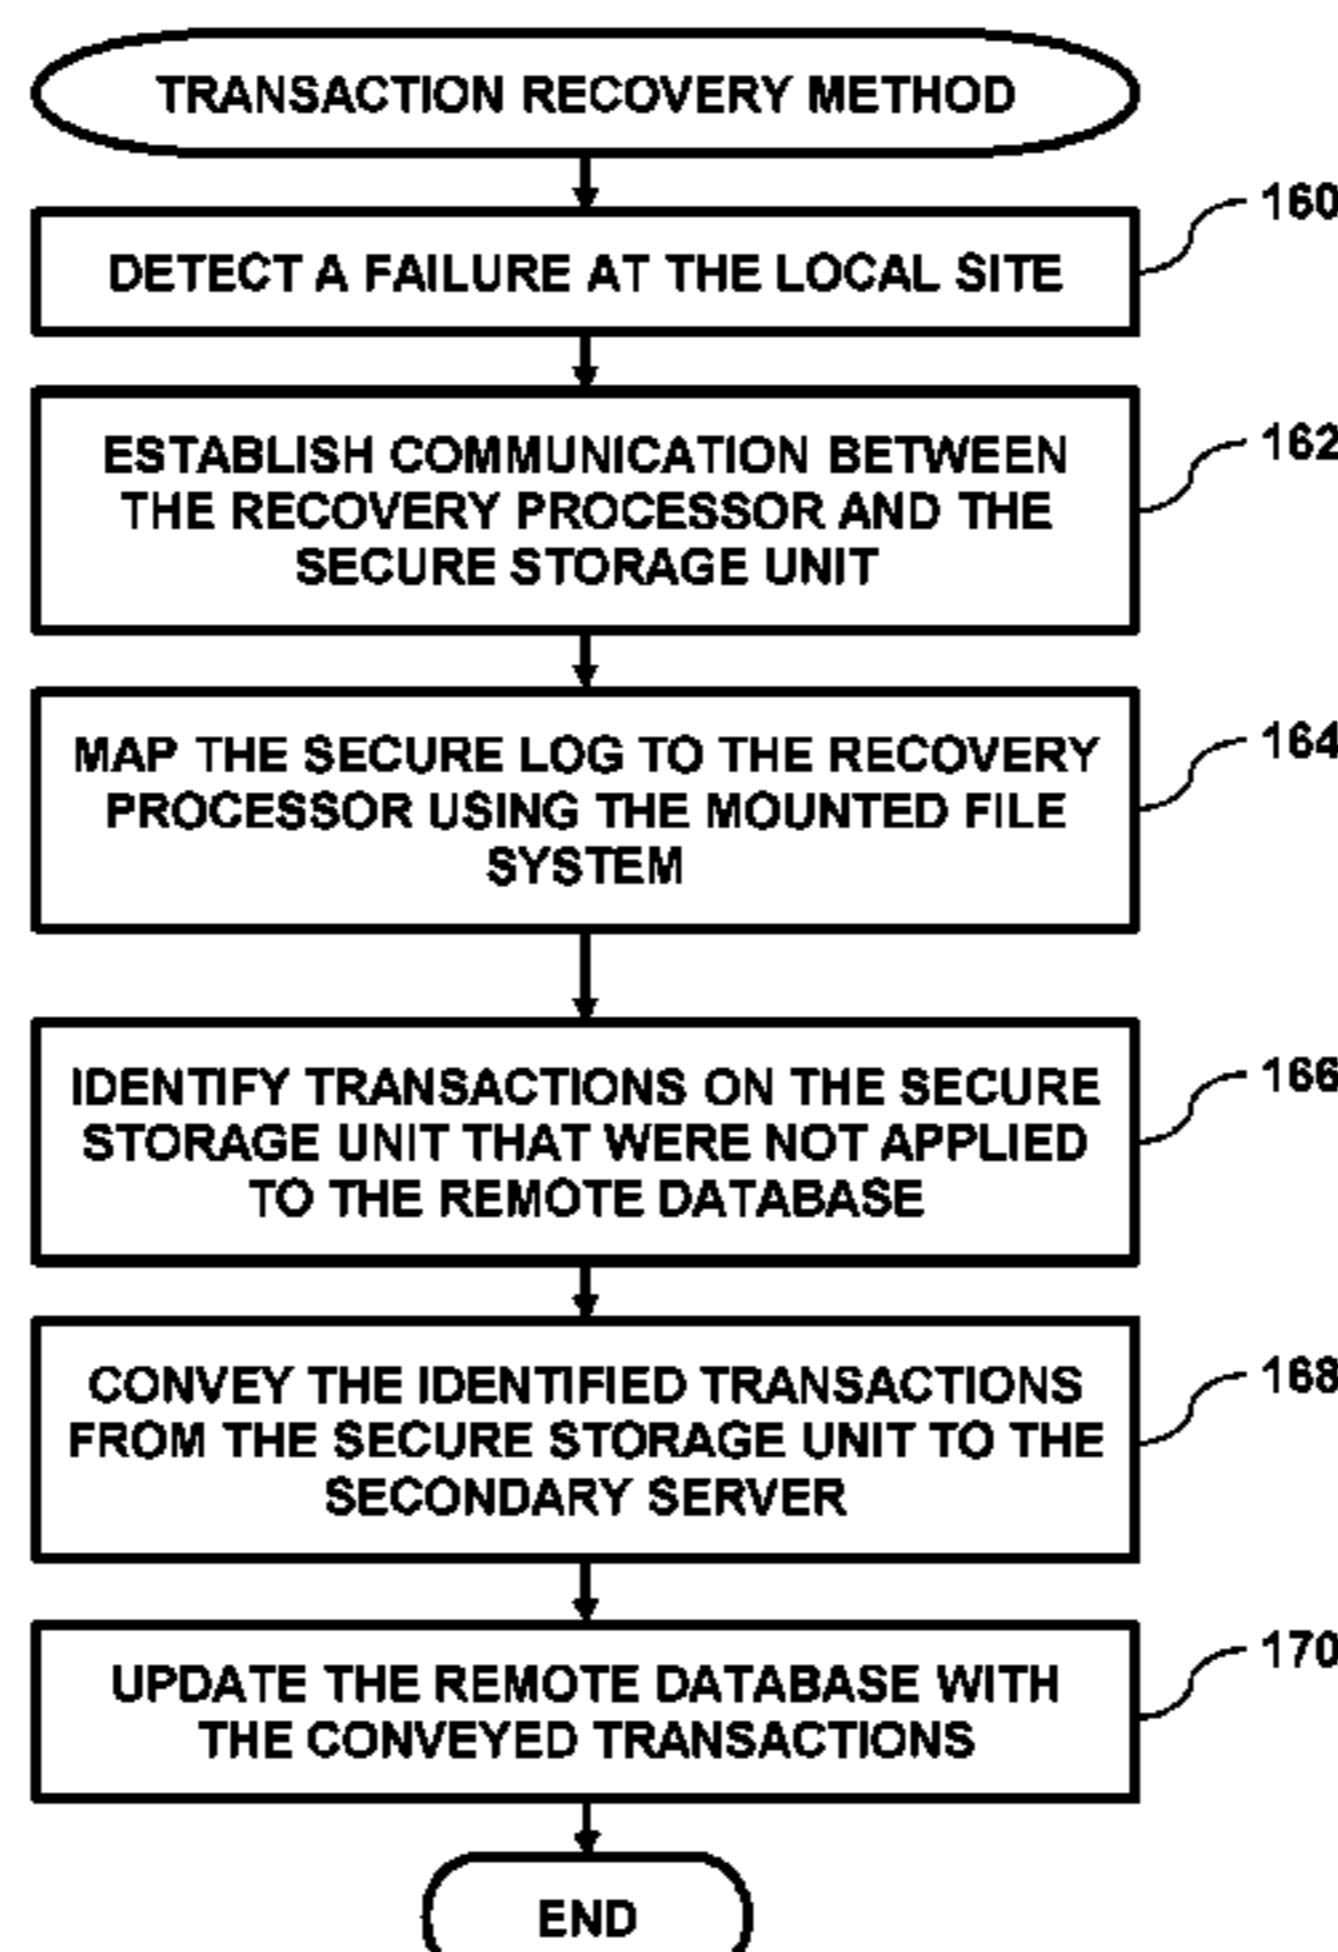 TRANSACTION RECOVERY METHOD
160
DETECT A FAILURE AT THE LOCAL SITE
162
ESTABLISH COMMUNICATION BETWEEN
THE RECOVERY PROCESSOR AND THE
SECURE STORAGE UNIT
164
MAP THE SECURE LOG TO THE RECOVERY
PROCESSOR USING THE MOUNTED FILE
SYSTEM
166
IDENTIFY TRANSACTIONS ON THE SECURE
STORAGE UNIT THAT WERE NOT APPLIED
TO THE REMOTE DATABASE
168
CONVEY THE IDENTIFIED TRANSACTIONS
FROM THE SECURE STORAGE UNIT TO THE
SECONDARY SERVER
170
UPDATE THE REMOTE DATABASE WITH
THE CONVEYED TRANSACTIONS
END